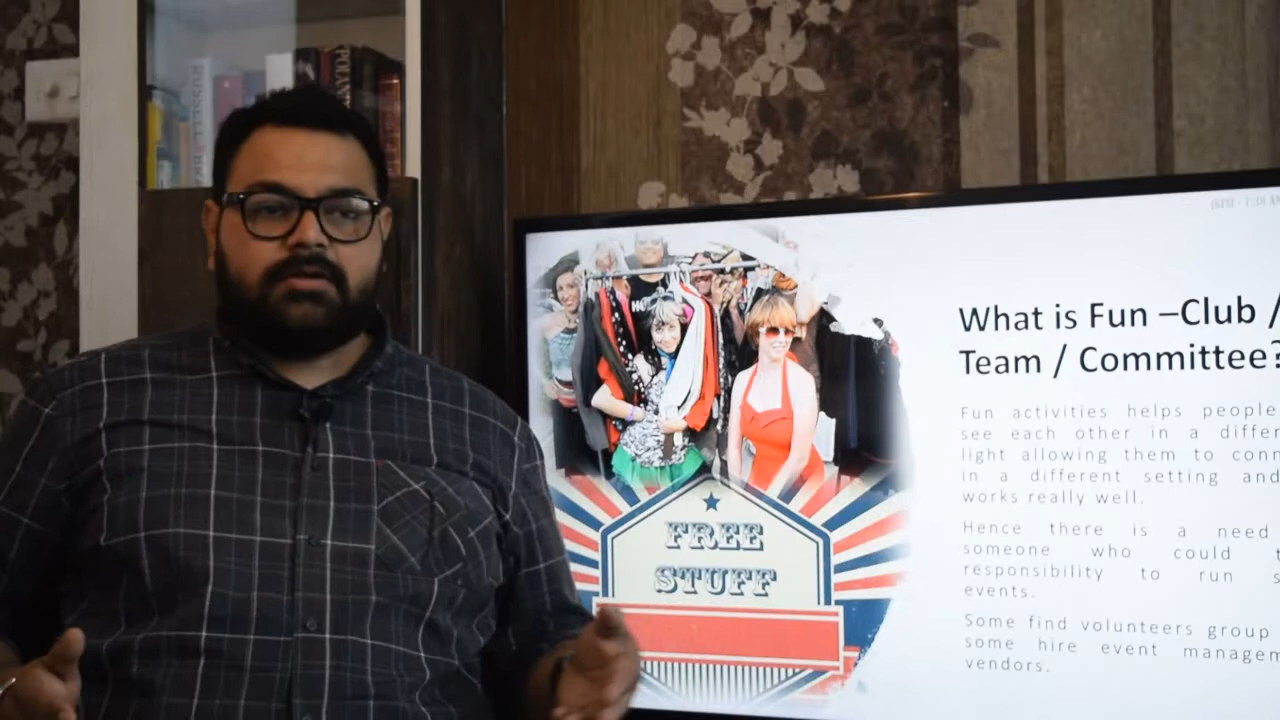 POLAND
RUSSELL
What is Fun –Club /
Team / Committee?
Fun activities helps people
see each other in a differ
light allowing them to conn
in a different setting and
works really well.
Hence there is a need
someone who could t
responsibility to run s
events.
Some find volunteers group
some hire event managem
vendors.
FREE
STUFF